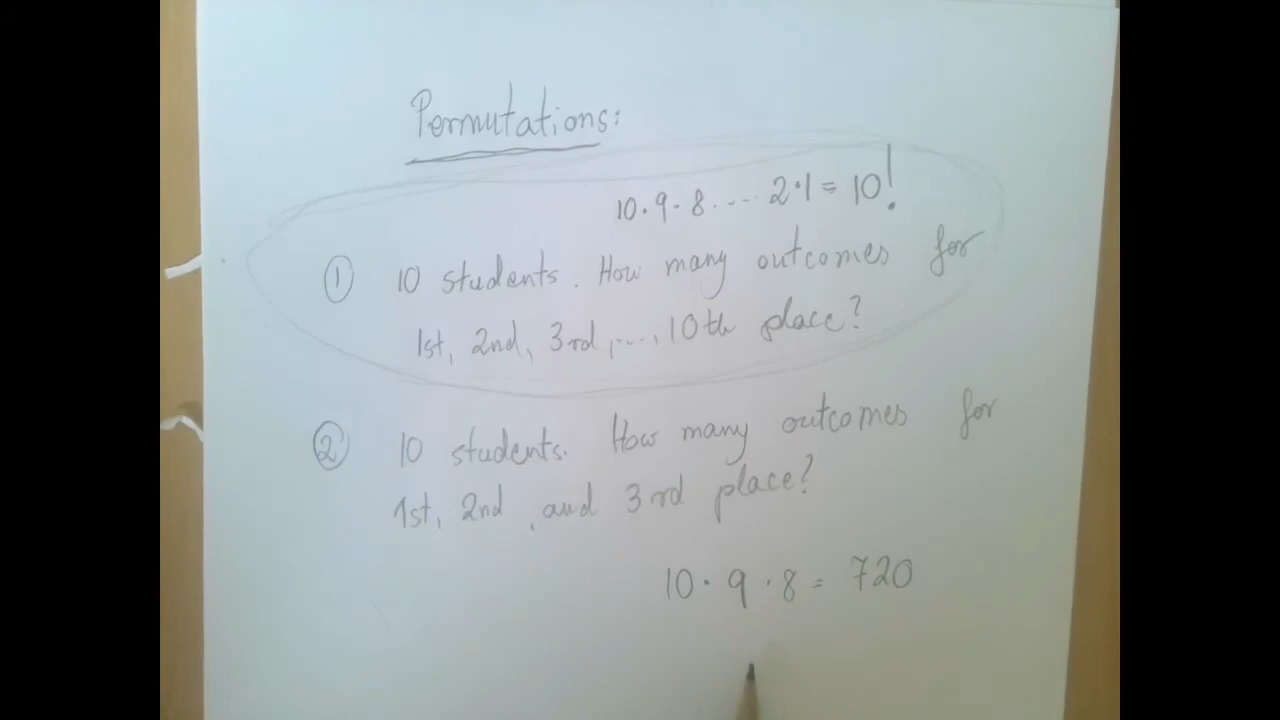 Permutations:
10 · 9 · 8 . ... 2 · 1 = 10!
① 10 students. How many outcomes for
1st, 2nd, 3rd, ..., 10th place?
② 10 students. How many outcomes for
1st, 2nd, and 3rd place?
10 · 9 · 8 = 720